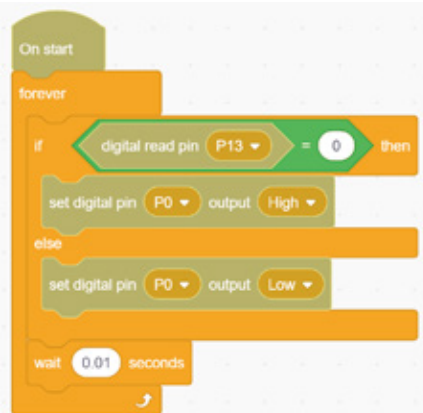 On start
forever
if digital read pin P13 = 0 then
set digital pin P0 output High
else
set digital pin P0 output Low
wait 0.01 seconds